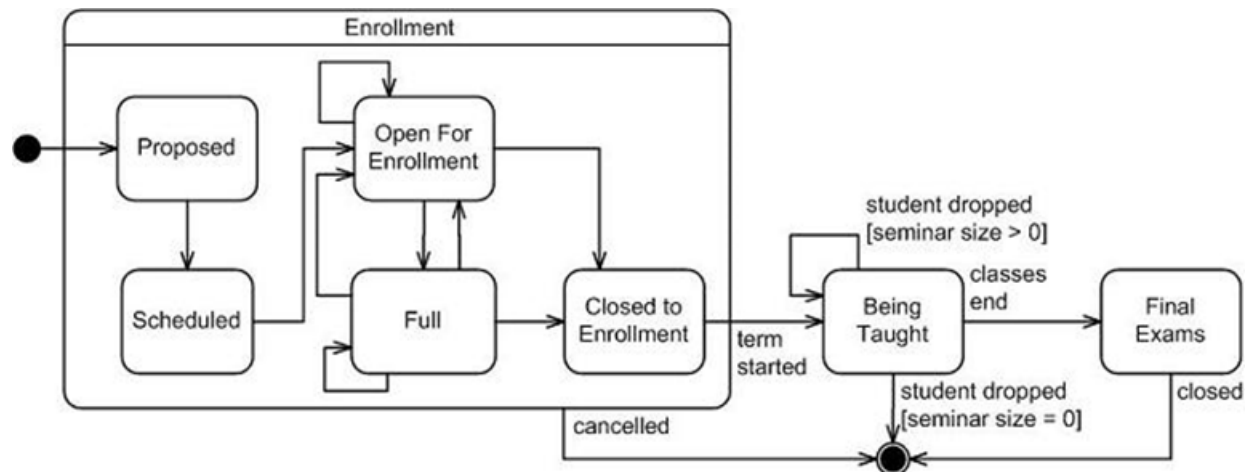 Enrollment
Proposed
Open For
Enrollment
Scheduled
Full
Closed to
Enrollment
term
started
student dropped
[seminar size > 0]
Being
Taught
classes
end
Final
Exams
student dropped
[seminar size = 0]
closed
cancelled